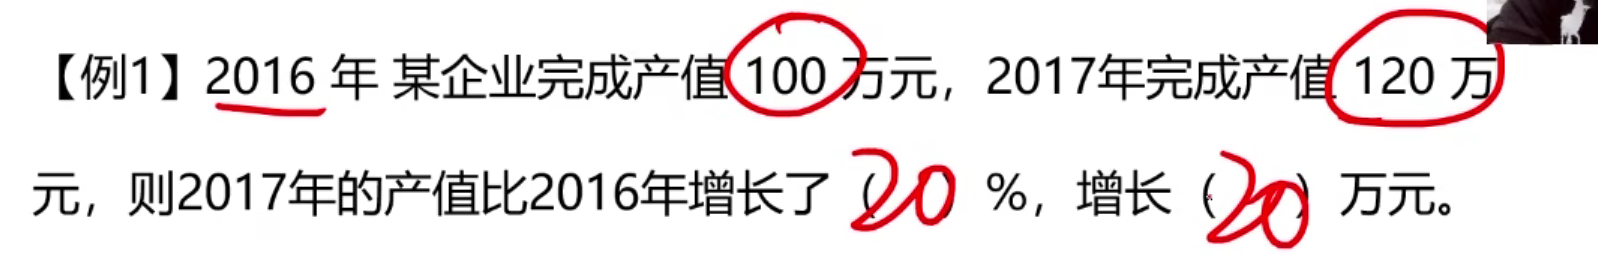 【例1】2016 年 某企业完成产值 100 万元，2017年完成产值 120 万
元，则2017年的产值比2016年增长了（20）%，增长（20）万元。